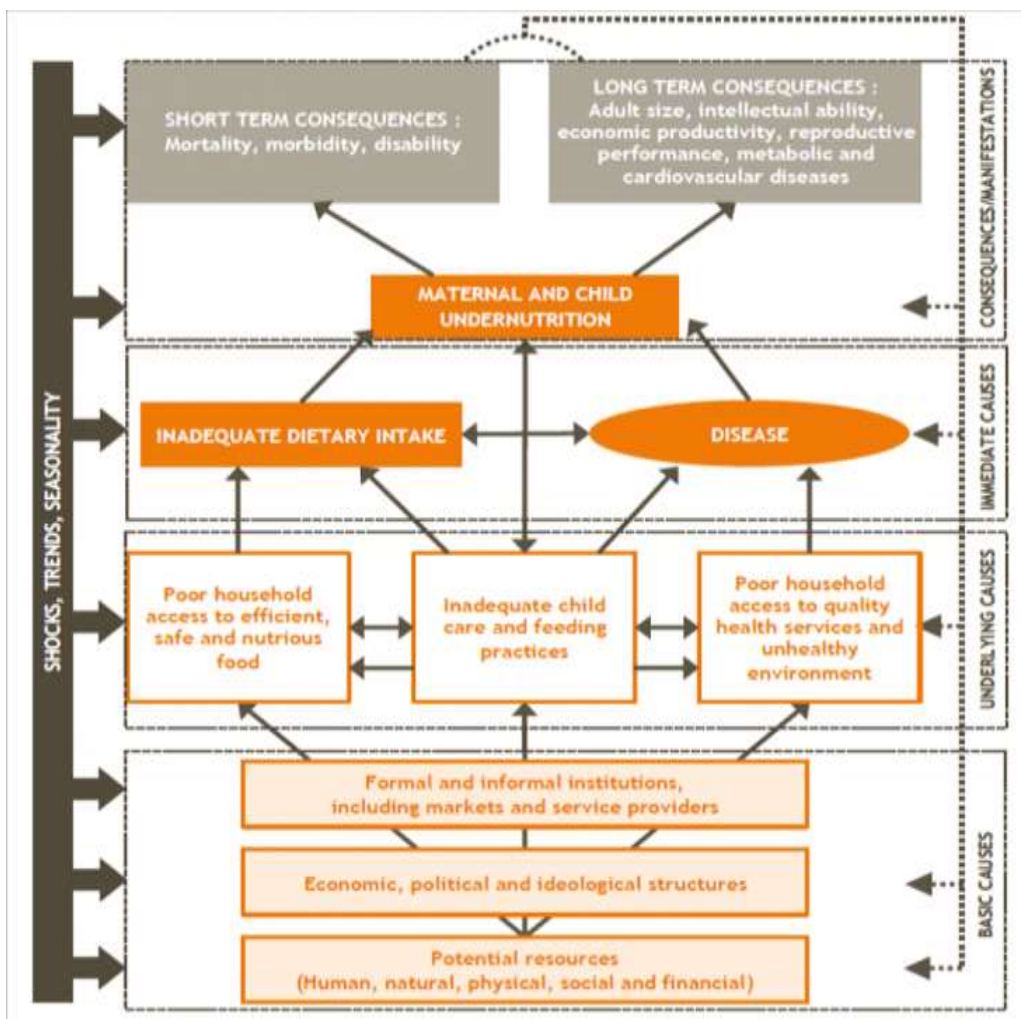 SHORT TERM CONSEQUENCES :
Mortality, morbidity, disability
LONG TERM CONSEQUENCES :
Adult size, intellectual ability,
economic productivity, reproductive
performance, metabolic and
cardiovascular diseases
MATERNAL AND CHILD
UNDERNUTRITION
CONSEQUENCES/MANIFESTATIONS
SHOCKS, TRENDS, SEASONALITY
INADEQUATE DIETARY INTAKE
DISEASE
IMMEDIATE CAUSES
Poor household
access to efficient,
safe and nutritious
food
Inadequate child
care and feeding
practices
Poor household
access to quality
health services and
unhealthy
environment
UNDERLYING CAUSES
Formal and informal institutions,
including markets and service providers
Economic, political and ideological structures
Potential resources
(Human, natural, physical, social and financial)
BASIC CAUSES